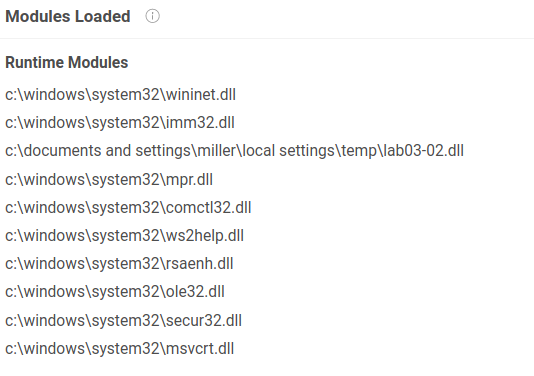 Modules Loaded
Runtime Modules
c:\windows\system32\wininet.dll
c:\windows\system32\imm32.dll
c:\documents and settings\miller\local settings\temp\lab03-02.dll
c:\windows\system32\mpr.dll
c:\windows\system32\comctl32.dll
c:\windows\system32\ws2help.dll
c:\windows\system32\rsaenh.dll
c:\windows\system32\ole32.dll
c:\windows\system32\secur32.dll
c:\windows\system32\msvcrt.dll